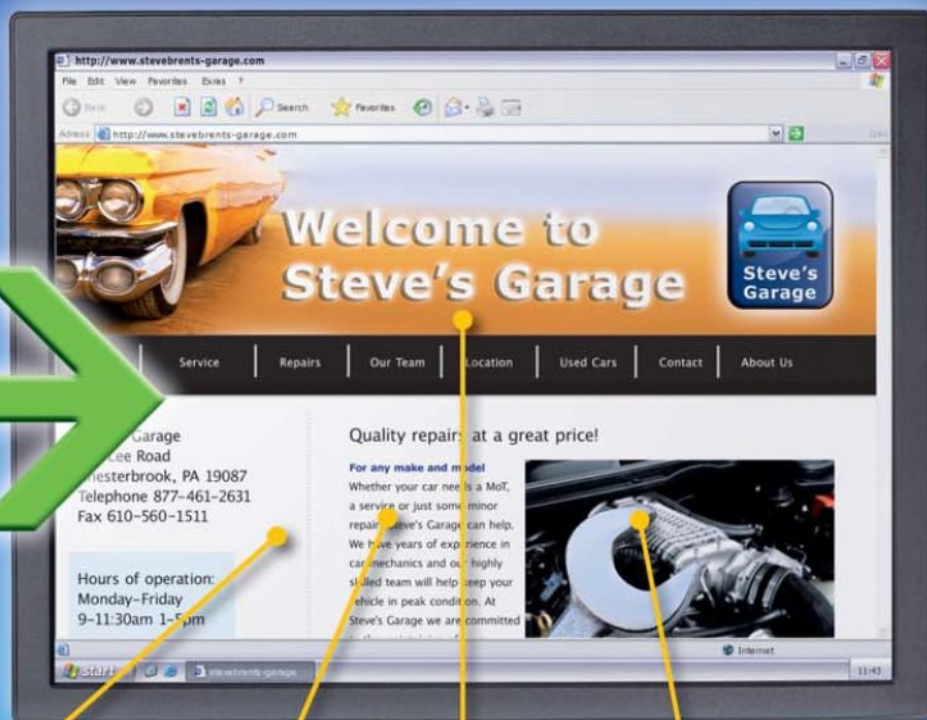 http://www.stevebrents-garage.com
File Edit View Favorites Extras ?
Back Search Favorites
Adress http://www.stevebrents-garage.com
Welcome to
Steve's Garage
Steve's
Garage
Service Repairs Our Team Location Used Cars Contact About Us
Garage
Lee Road
Chesterbrook, PA 19087
Telephone 877-461-2631
Fax 610-560-1511
Hours of operation:
Monday-Friday
9-11:30am 1-5pm
Quality repairs at a great price!
For any make and model
Whether your car needs a MoT,
a service or just some minor
repairs Steve's Garage can help.
We have years of experience in
car mechanics and our highly
skilled team will help keep your
vehicle in peak condition. At
Steve's Garage we are committed
Internet
Start stevebrents-garage 11:43